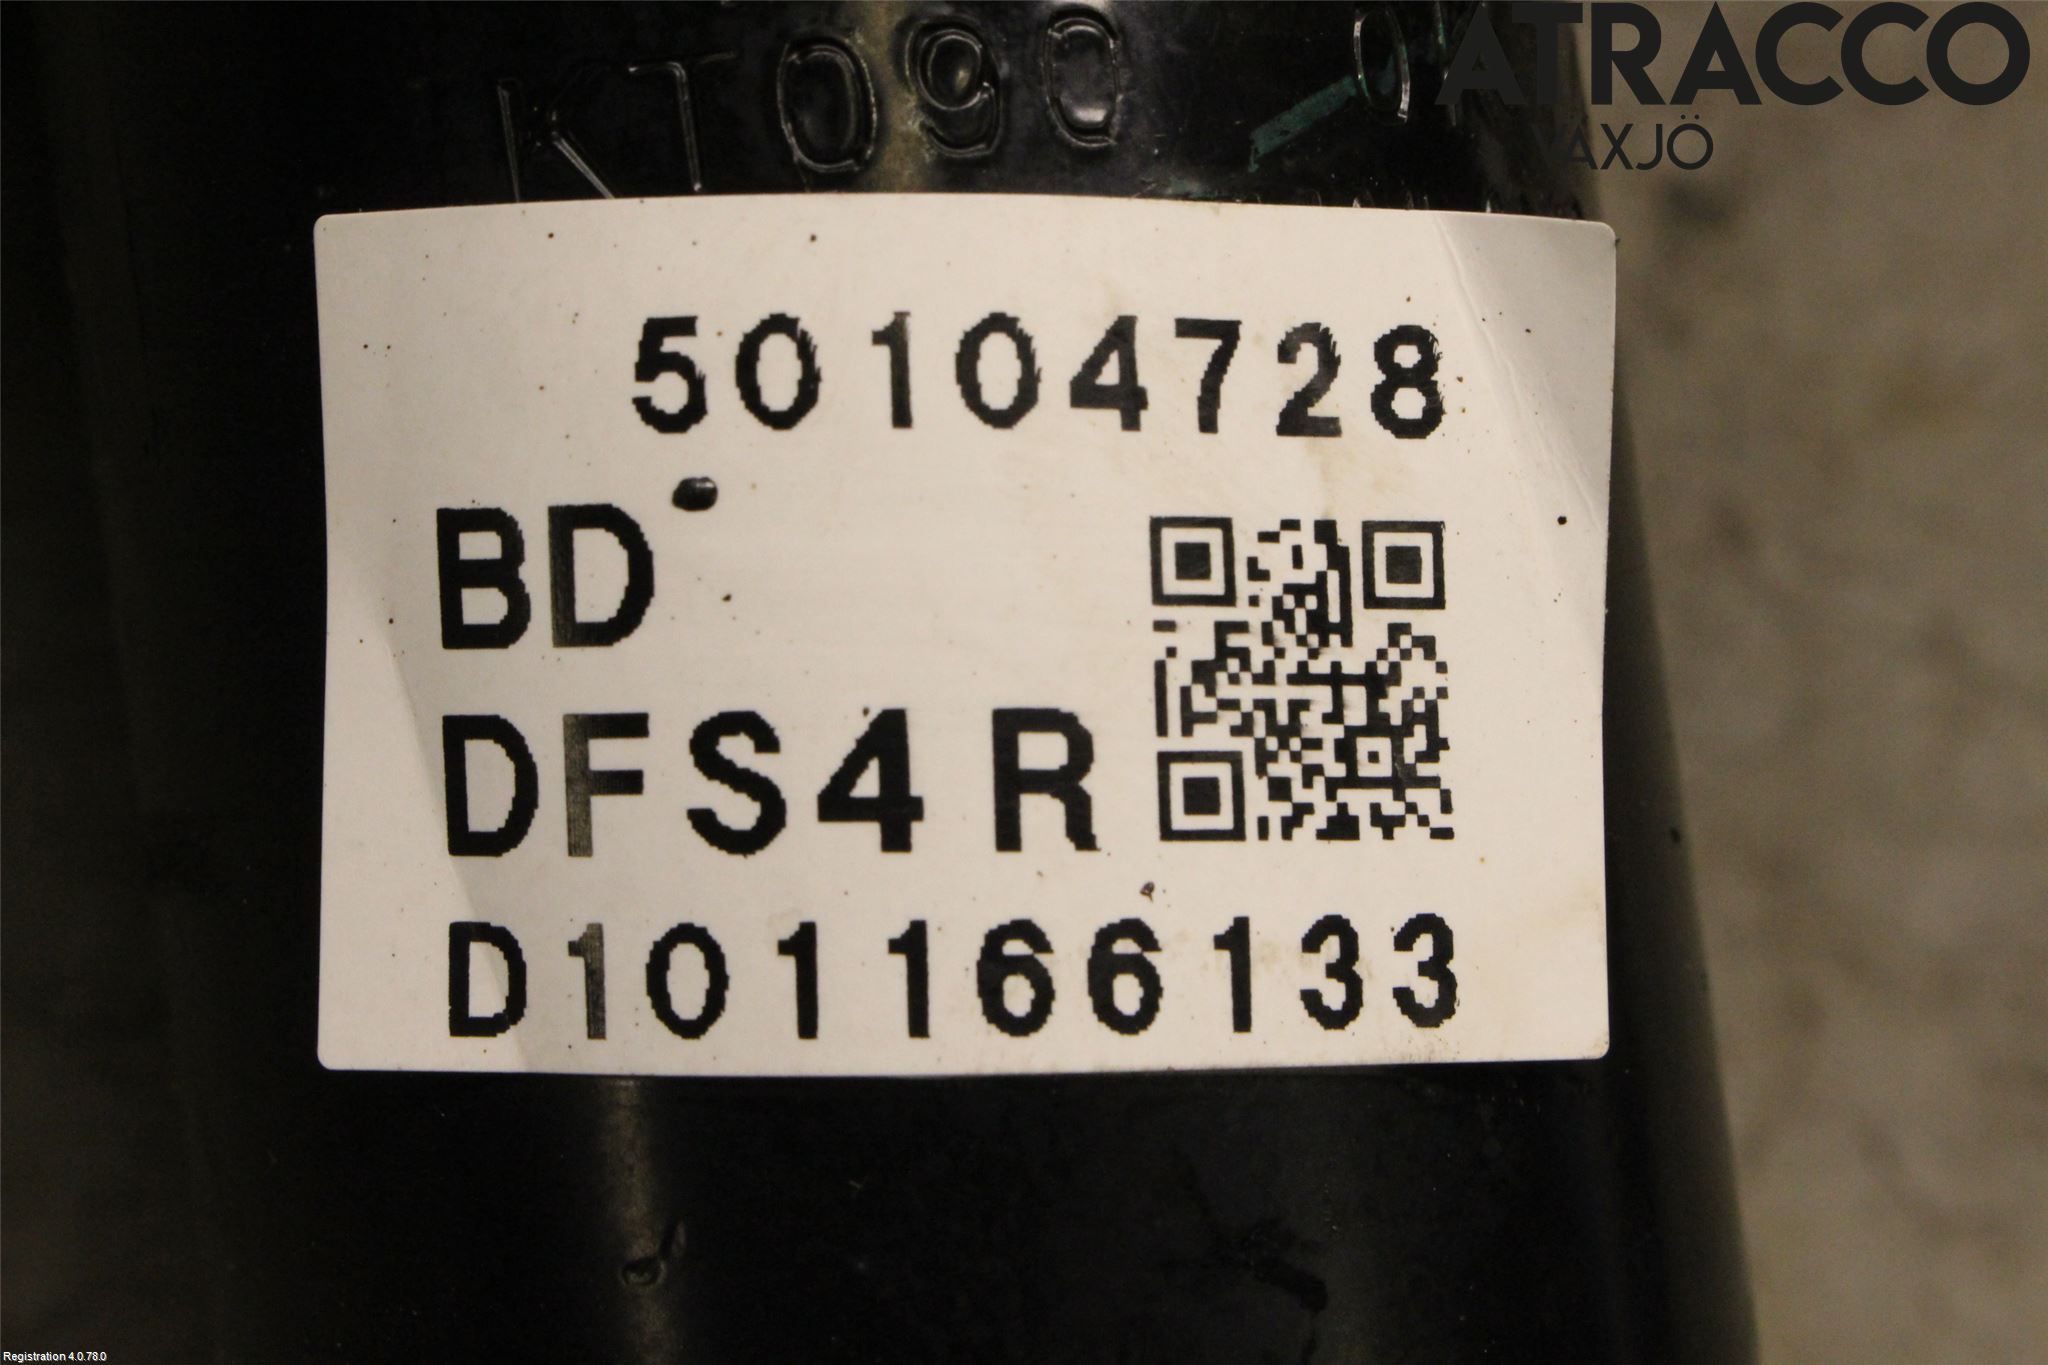 KT090
ATRACCO
VÄXJÖ
50104728
BD
DFS4R
D101166133
Registration 4.0.78.0